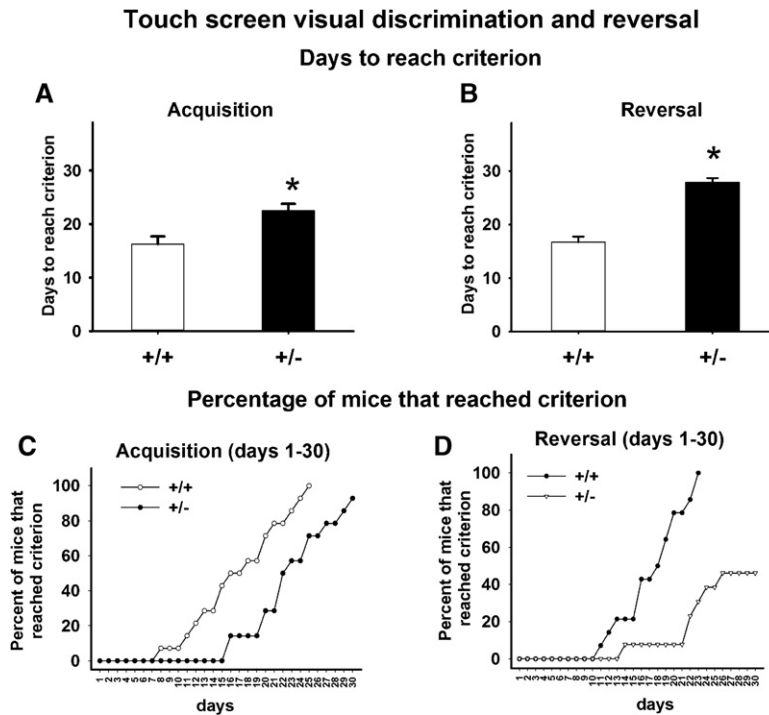 Touch screen visual discrimination and reversal
Days to reach criterion
A
Acquisition
Days to reach criterion
30
20
10
0
*
+/+
+/-
B
Reversal
Days to reach criterion
30
20
10
0
*
+/+
+/-
Percentage of mice that reached criterion
C
Acquisition (days 1-30)
Percent of mice that
reached criterion
100
80
60
40
20
0
+/+
+/-
1 2 3 4 5 6 7 8 9 10 11 12 13 14 15 16 17 18 19 20 21 22 23 24 25 26 27 28 29 30
days
D
Reversal (days 1-30)
Percent of mice that
reached criterion
100
80
60
40
20
0
+/+
+/-
1 2 3 4 5 6 7 8 9 10 11 12 13 14 15 16 17 18 19 20 21 22 23 24 25 26 27 28 29 30
days